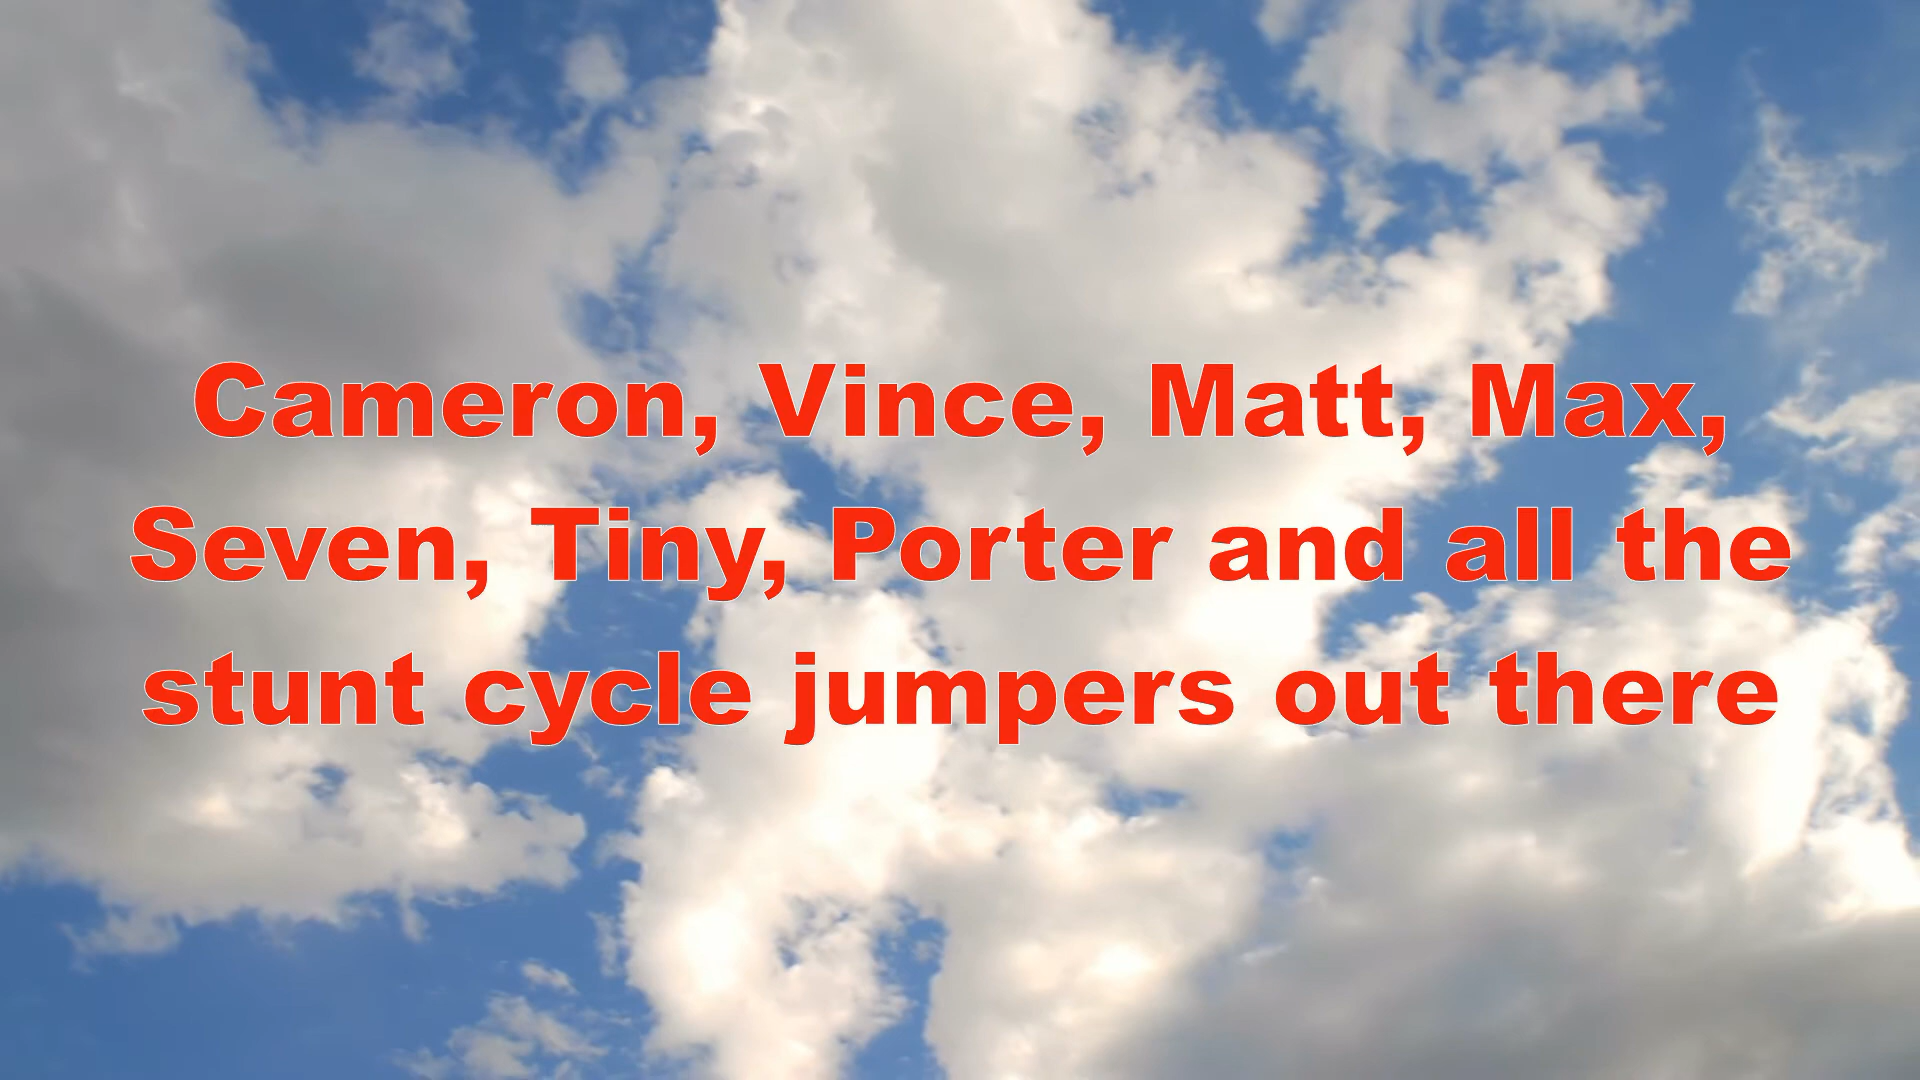 Cameron, Vince, Matt, Max,
Seven, Tiny, Porter and all the
stunt cycle jumpers out there